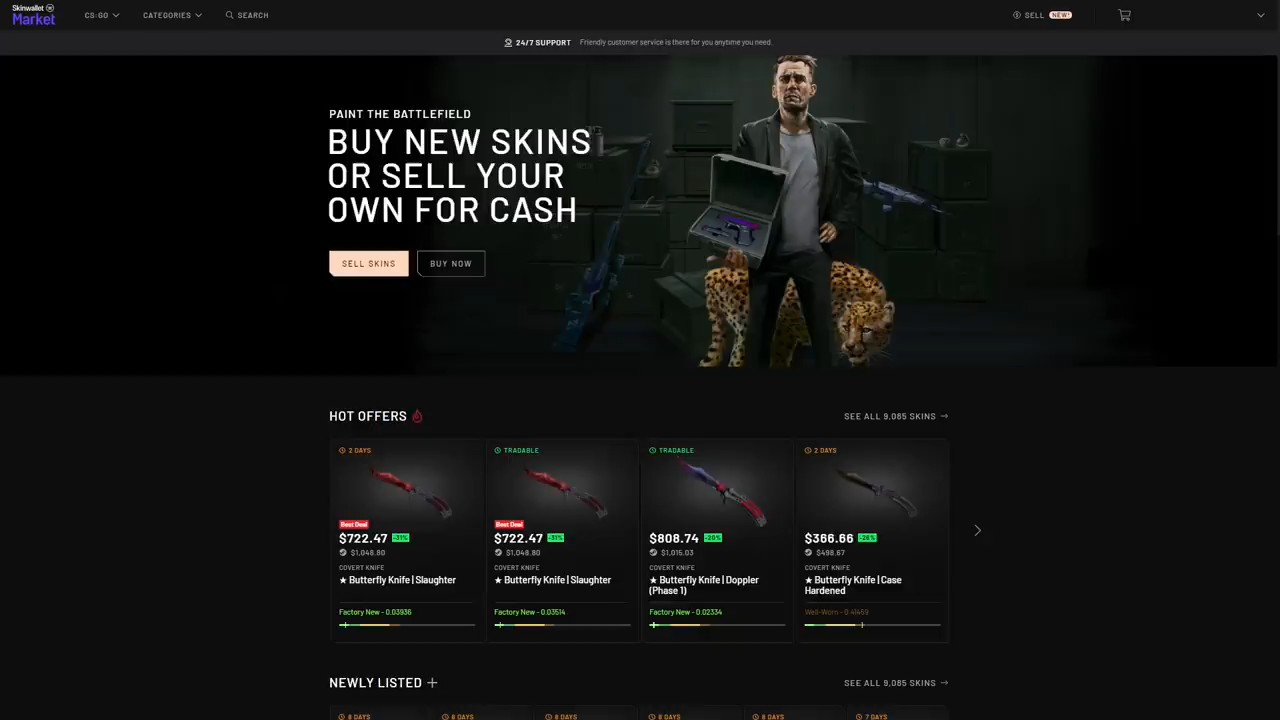 Skinwallet
Market
CS:GO
CATEGORIES
SEARCH
SELL NEW!
24/7 SUPPORT Friendly customer service is there for you anytime you need.
PAINT THE BATTLEFIELD
BUY NEW SKINS
OR SELL YOUR
OWN FOR CASH
SELL SKINS
BUY NOW
HOT OFFERS
SEE ALL 9,085 SKINS →
2 DAYS
Best Deal
$722.47 -31%
$1,048.80
COVERT KNIFE
★ Butterfly Knife | Slaughter
Factory New - 0.03936
TRADABLE
Best Deal
$722.47 -31%
$1,048.80
COVERT KNIFE
★ Butterfly Knife | Slaughter
Factory New - 0.03514
TRADABLE
$808.74 -20%
$1,015.03
COVERT KNIFE
★ Butterfly Knife | Doppler
(Phase 1)
Factory New - 0.02334
2 DAYS
$366.66 -26%
$498.67
COVERT KNIFE
★ Butterfly Knife | Case
Hardened
Well-Worn - 0.41459
NEWLY LISTED +
SEE ALL 9,085 SKINS →
8 DAYS
8 DAYS
8 DAYS
8 DAYS
8 DAYS
7 DAYS